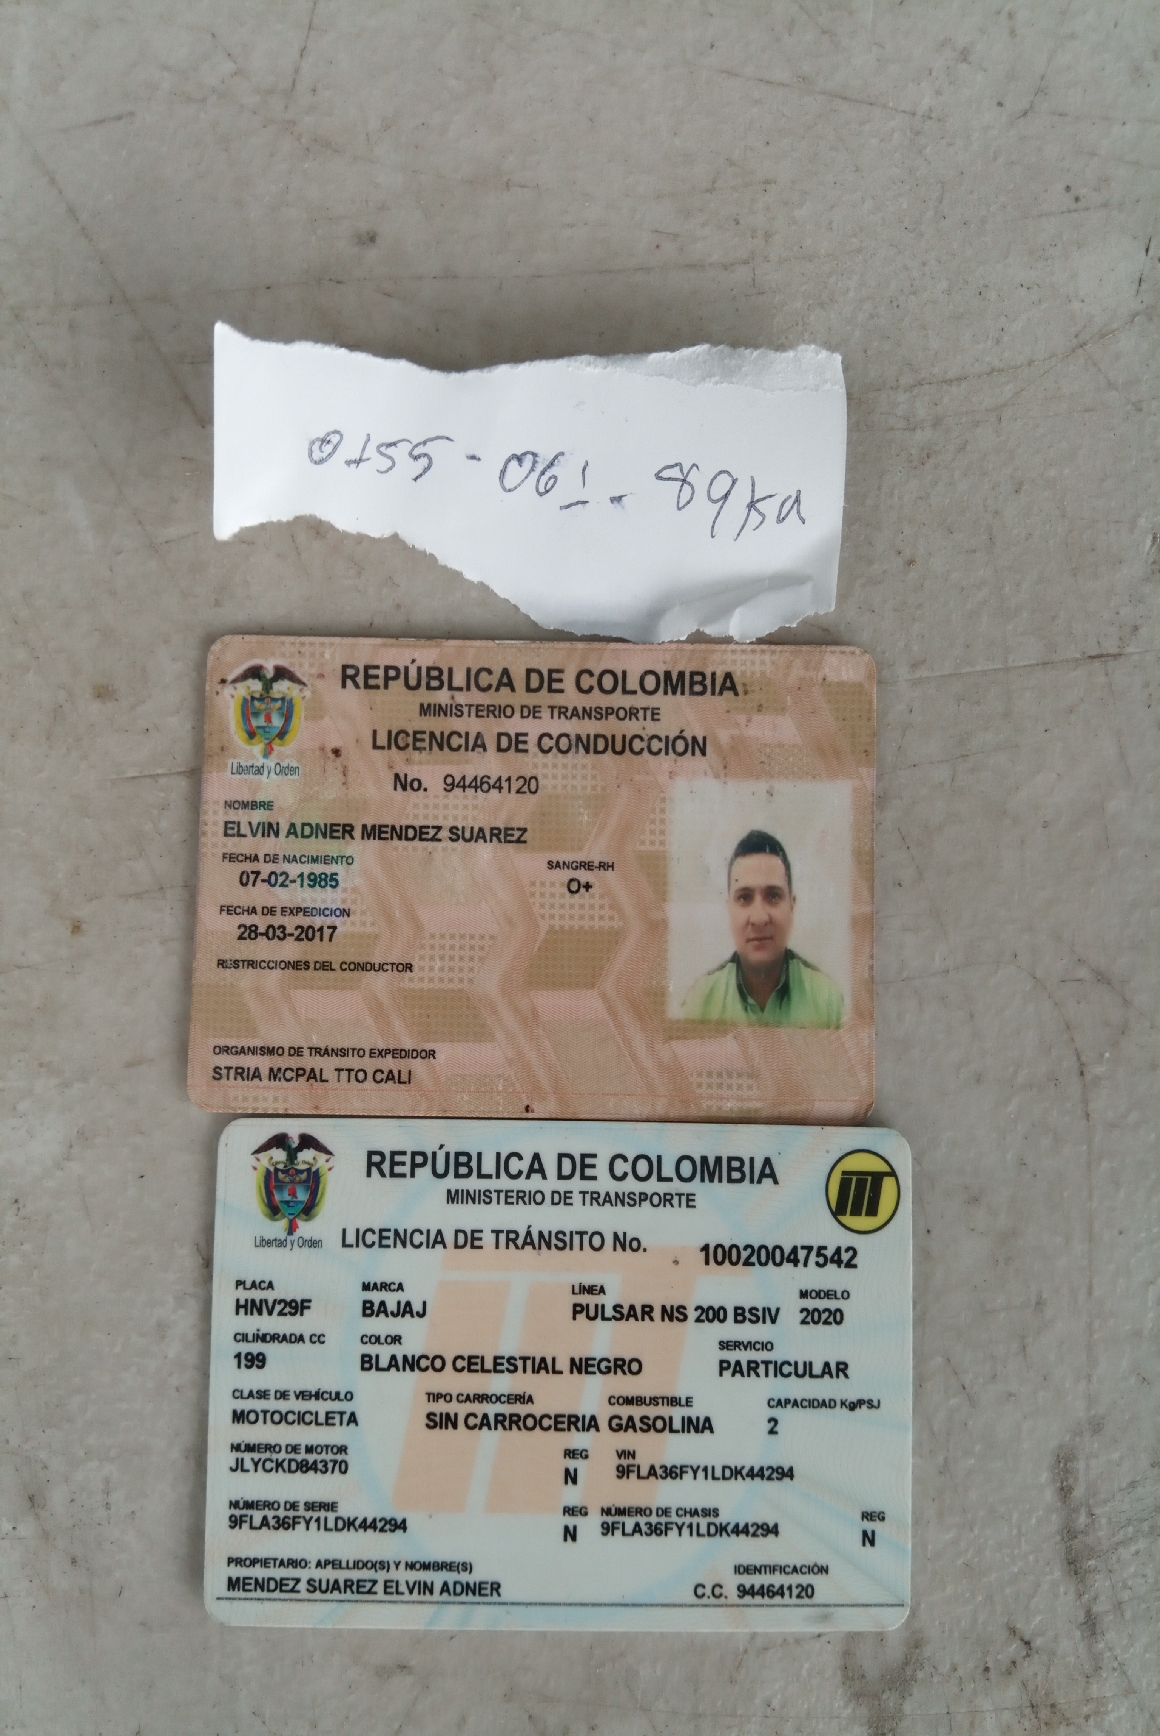 0755-061-89Ka
REPÚBLICA DE COLOMBIA
MINISTERIO DE TRANSPORTE
LICENCIA DE CONDUCCIÓN
Libertad y Orden
No. 94464120
NOMBRE
ELVIN ADNER MENDEZ SUAREZ
FECHA DE NACIMIENTO SANGRE-RH
07-02-1985 O+
FECHA DE EXPEDICION
28-03-2017
RESTRICCIONES DEL CONDUCTOR
ORGANISMO DE TRÁNSITO EXPEDIDOR
STRIA MCPAL TTO CALI
REPÚBLICA DE COLOMBIA
MINISTERIO DE TRANSPORTE
Libertad y Orden
LICENCIA DE TRÁNSITO No. 10020047542
PLACA MARCA LÍNEA MODELO
HNV29F BAJAJ PULSAR NS 200 BSIV 2020
CILINDRADA CC COLOR SERVICIO
199 BLANCO CELESTIAL NEGRO PARTICULAR
CLASE DE VEHÍCULO TIPO CARROCERÍA COMBUSTIBLE CAPACIDAD Kg/PSJ
MOTOCICLETA SIN CARROCERIA GASOLINA 2
NÚMERO DE MOTOR REG VIN
JLYCKD84370 N 9FLA36FY1LDK44294
NÚMERO DE SERIE REG NÚMERO DE CHASIS REG
9FLA36FY1LDK44294 N 9FLA36FY1LDK44294 N
PROPIETARIO: APELLIDO(S) Y NOMBRE(S) IDENTIFICACIÓN
MENDEZ SUAREZ ELVIN ADNER C.C. 94464120